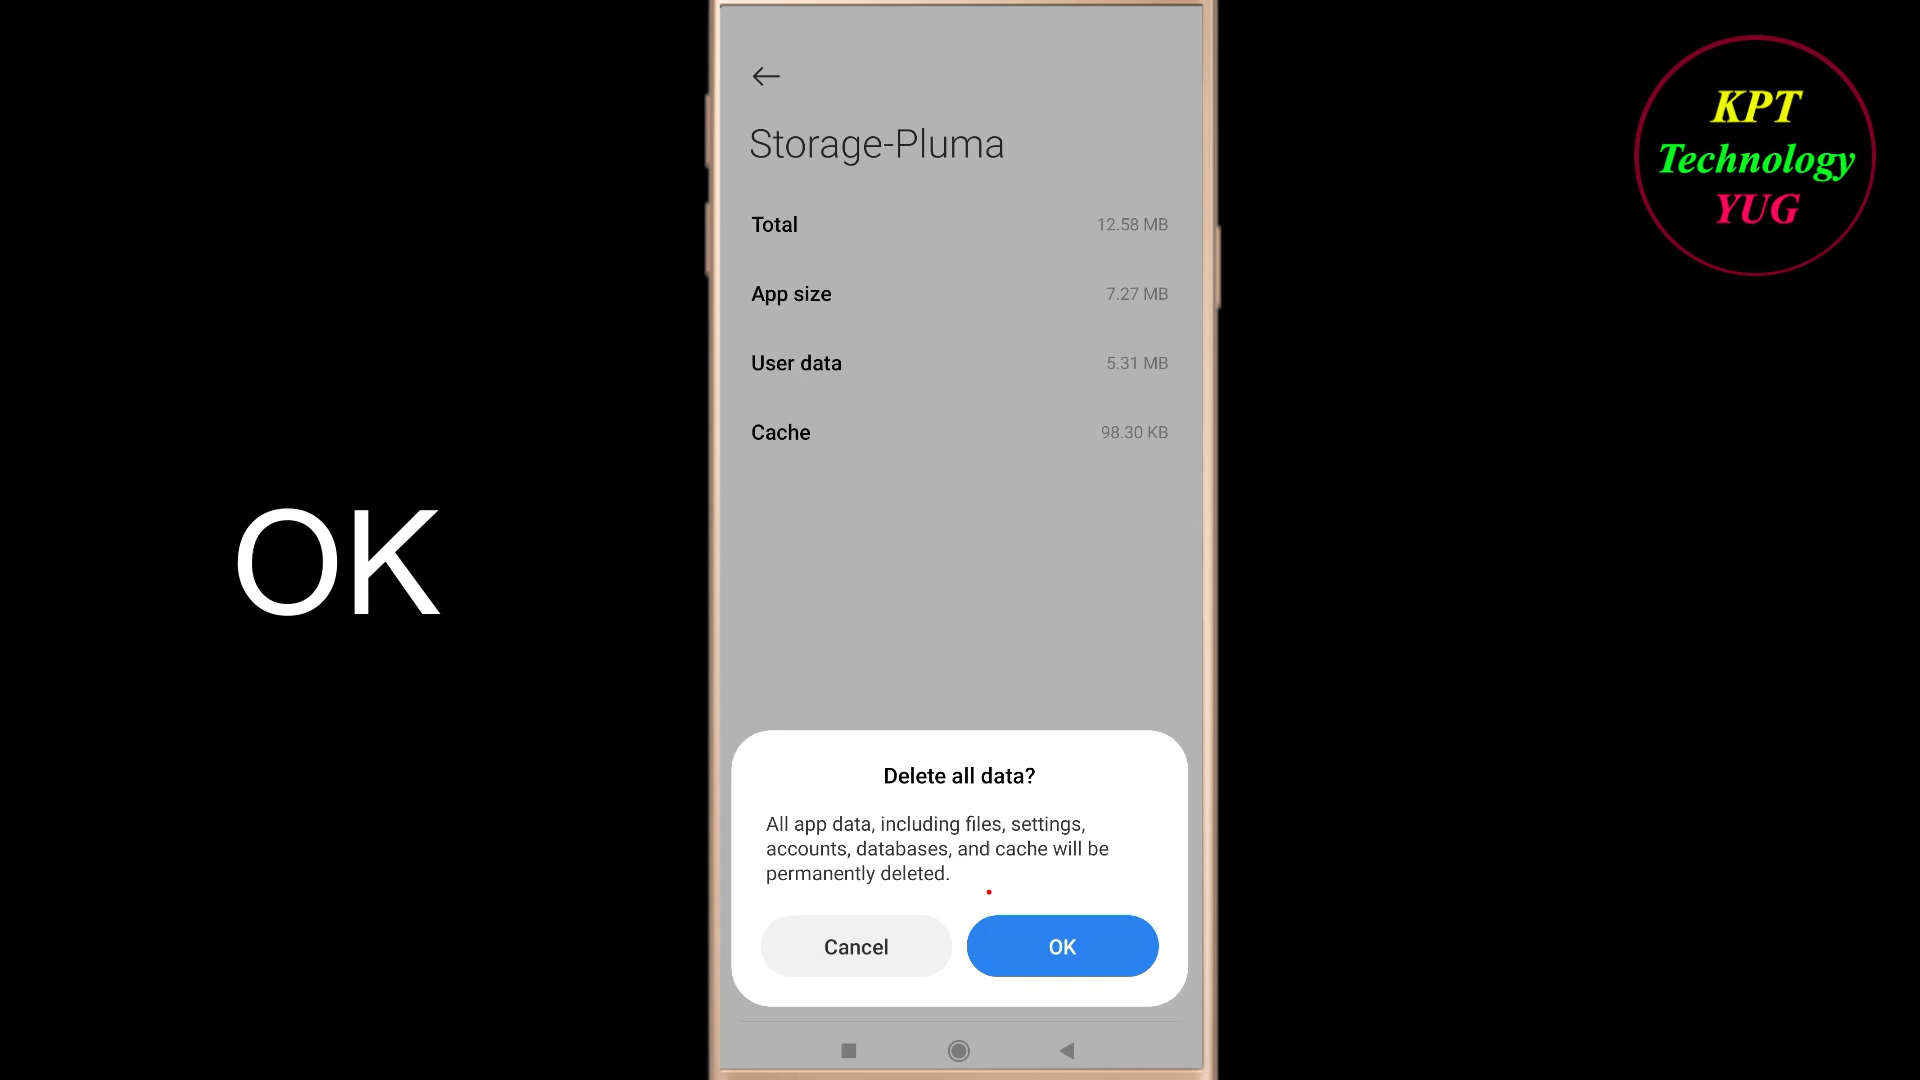 KPT
Technology
YUG
Storage-Pluma
Total 12.58 MB
App size 7.27 MB
User data 5.31 MB
Cache 98.30 KB
OK
Delete all data?
All app data, including files, settings,
accounts, databases, and cache will be
permanently deleted.
Cancel OK